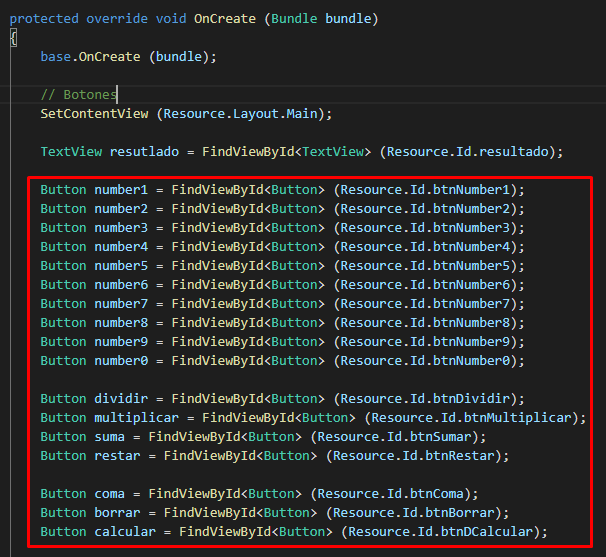 protected override void OnCreate (Bundle bundle)
{
base.OnCreate (bundle);
// Botones
SetContentView (Resource.Layout.Main);
TextView resutlado = FindViewById<TextView> (Resource.Id.resultado);
Button number1 = FindViewById<Button> (Resource.Id.btnNumber1);
Button number2 = FindViewById<Button> (Resource.Id.btnNumber2);
Button number3 = FindViewById<Button> (Resource.Id.btnNumber3);
Button number4 = FindViewById<Button> (Resource.Id.btnNumber4);
Button number5 = FindViewById<Button> (Resource.Id.btnNumber5);
Button number6 = FindViewById<Button> (Resource.Id.btnNumber6);
Button number7 = FindViewById<Button> (Resource.Id.btnNumber7);
Button number8 = FindViewById<Button> (Resource.Id.btnNumber8);
Button number9 = FindViewById<Button> (Resource.Id.btnNumber9);
Button number0 = FindViewById<Button> (Resource.Id.btnNumber0);
Button dividir = FindViewById<Button> (Resource.Id.btnDividir);
Button multiplicar = FindViewById<Button> (Resource.Id.btnMultiplicar);
Button suma = FindViewById<Button> (Resource.Id.btnSumar);
Button restar = FindViewById<Button> (Resource.Id.btnRestar);
Button coma = FindViewById<Button> (Resource.Id.btnComa);
Button borrar = FindViewById<Button> (Resource.Id.btnBorrar);
Button calcular = FindViewById<Button> (Resource.Id.btnDCalcular);